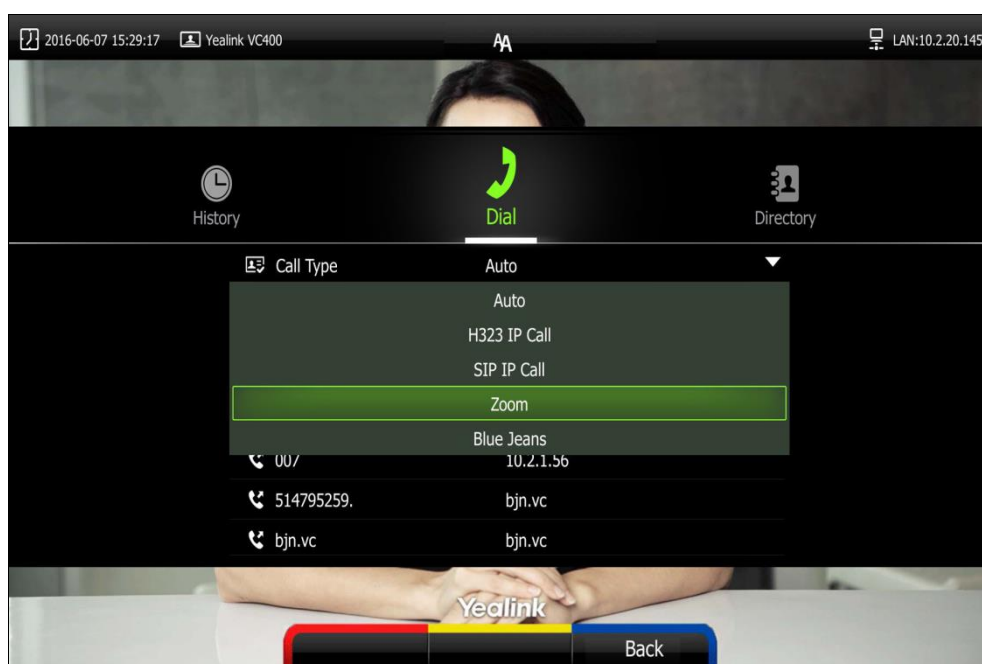 2016-06-07 15:29:17 Yealink VC400 AA LAN:10.2.20.145
History Dial Directory
Call Type Auto
Auto
H323 IP Call
SIP IP Call
Zoom
Blue Jeans
007 10.2.1.56
514795259. bjn.vc
bjn.vc bjn.vc
Yealink
Back